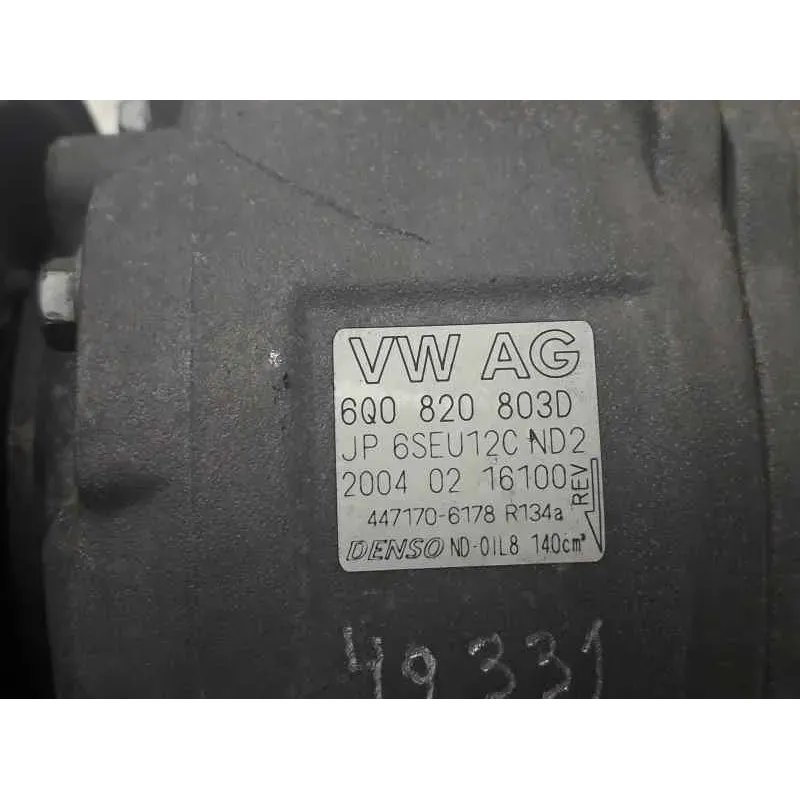 VW AG
6Q0 820 803D
JP 6SEU12C ND2
2004 02 16100
REV
447170-6178 R134a
DENSO ND-OIL8 140cm³
49331